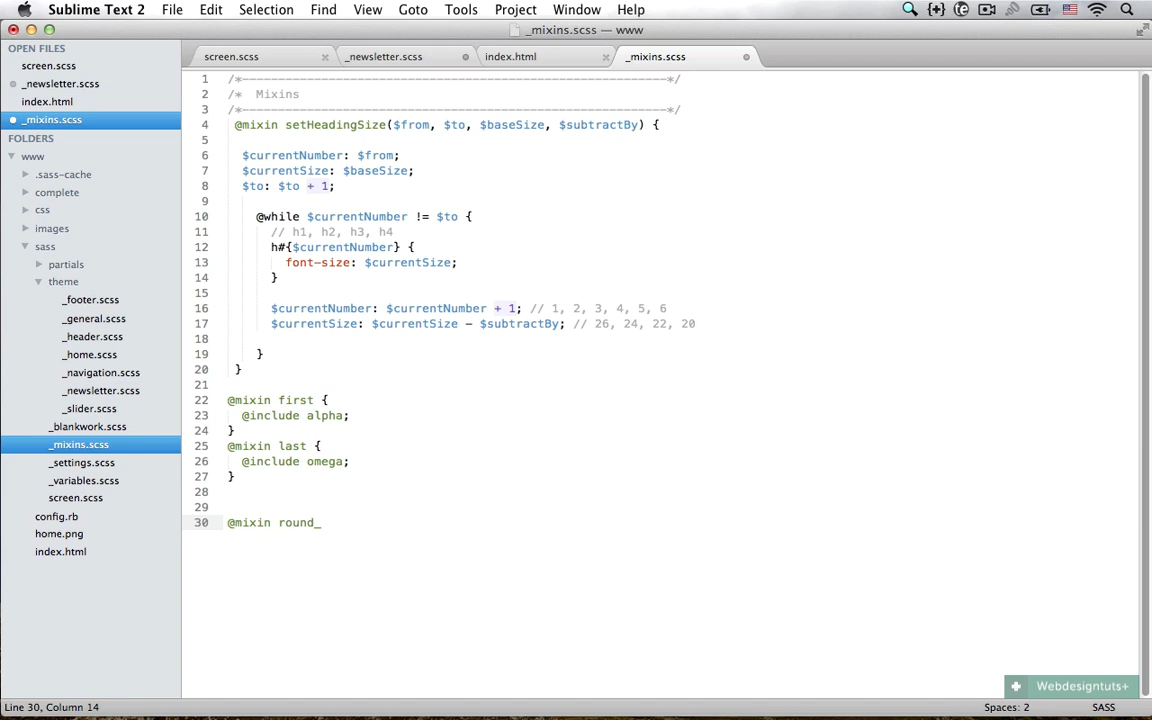 Sublime Text 2 File Edit Selection Find View Goto Tools Project Window Help
_mixins.scss — www
OPEN FILES
screen.scss
_newsletter.scss
index.html
_mixins.scss
FOLDERS
www
.sass-cache
complete
css
images
sass
partials
theme
_footer.scss
_general.scss
_header.scss
_home.scss
_navigation.scss
_newsletter.scss
_slider.scss
_blankwork.scss
_mixins.scss
_settings.scss
_variables.scss
screen.scss
config.rb
home.png
index.html
screen.scss _newsletter.scss index.html _mixins.scss
1 /*———————————————————————————————————————————————————————————*/
2 /* Mixins
3 /*———————————————————————————————————————————————————————————*/
4 @mixin setHeadingSize($from, $to, $baseSize, $subtractBy) {
5
6 $currentNumber: $from;
7 $currentSize: $baseSize;
8 $to: $to + 1;
9
10 @while $currentNumber != $to {
11 // h1, h2, h3, h4
12 h#{$currentNumber} {
13 font-size: $currentSize;
14 }
15
16 $currentNumber: $currentNumber + 1; // 1, 2, 3, 4, 5, 6
17 $currentSize: $currentSize - $subtractBy; // 26, 24, 22, 20
18
19 }
20 }
21
22 @mixin first {
23 @include alpha;
24 }
25 @mixin last {
26 @include omega;
27 }
28
29
30 @mixin round_
Webdesigntuts+
Line 30, Column 14 Spaces: 2 SASS